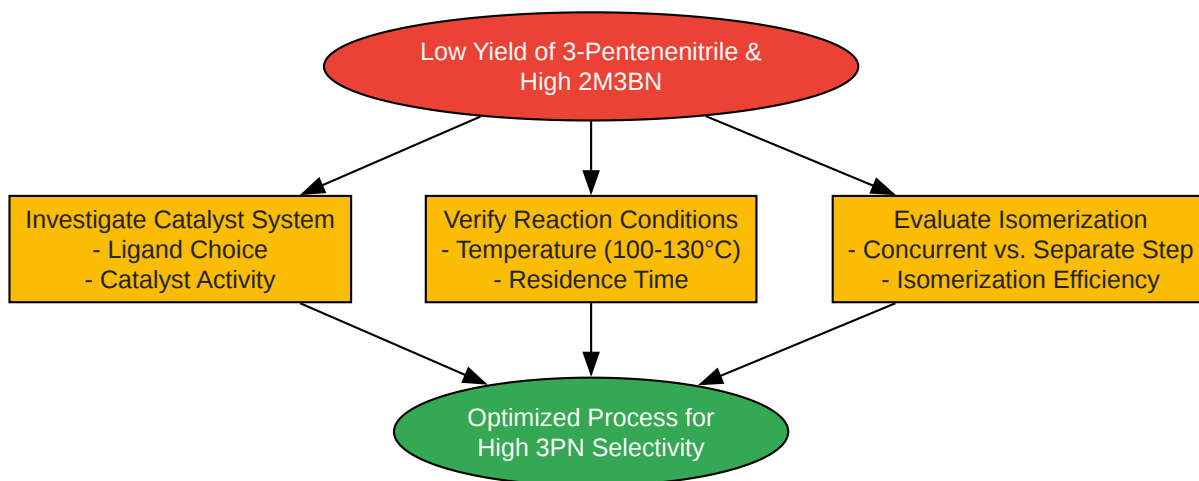 Low Yield of 3-Pentenenitrile &
High 2M3BN
Investigate Catalyst System
- Ligand Choice
- Catalyst Activity
Verify Reaction Conditions
- Temperature (100-130°C)
- Residence Time
Evaluate Isomerization
- Concurrent vs. Separate Step
- Isomerization Efficiency
Optimized Process for
High 3PN Selectivity